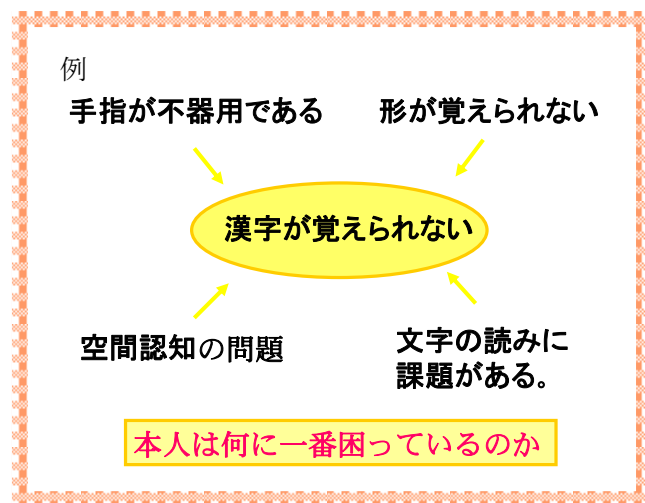 例
手指が不器用である
形が覚えられない
漢字が覚えられない
空間認知の問題
文字の読みに
課題がある。
本人は何に一番困っているのか